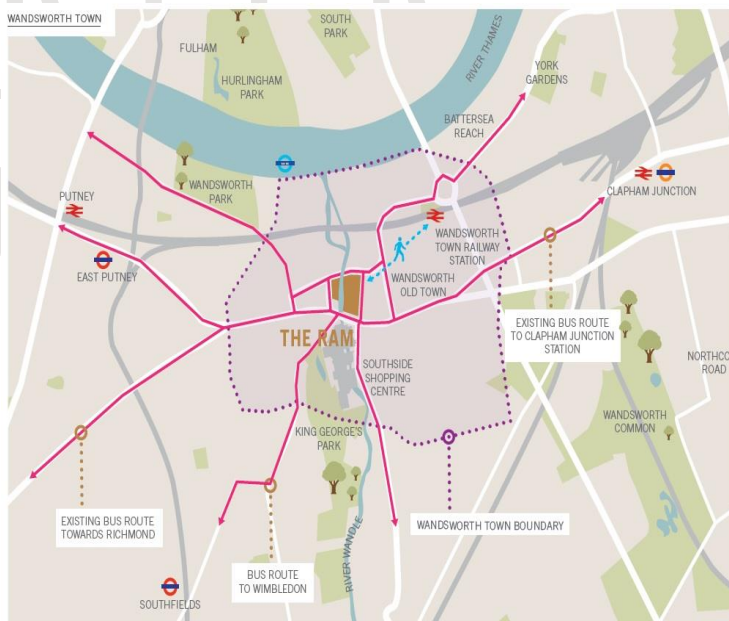 WANDSWORTH TOWN
FULHAM
SOUTH
PARK
HURLINGHAM
PARK
RIVER THAMES
YORK
GARDENS
BATTERSEA
REACH
PUTNEY
WANDSWORTH
PARK
CLAPHAM JUNCTION
EAST PUTNEY
WANDSWORTH
TOWN RAILWAY
STATION
WANDSWORTH
OLD TOWN
THE RAM
EXISTING BUS ROUTE
TO CLAPHAM JUNCTION
STATION
SOUTHSIDE
SHOPPING
CENTRE
NORTHCO
ROAD
WANDSWORTH
COMMON
KING GEORGE'S
PARK
EXISTING BUS ROUTE
TOWARDS RICHMOND
WANDSWORTH TOWN BOUNDARY
BUS ROUTE
TO WIMBLEDON
RIVER WANDLE
SOUTHFIELDS